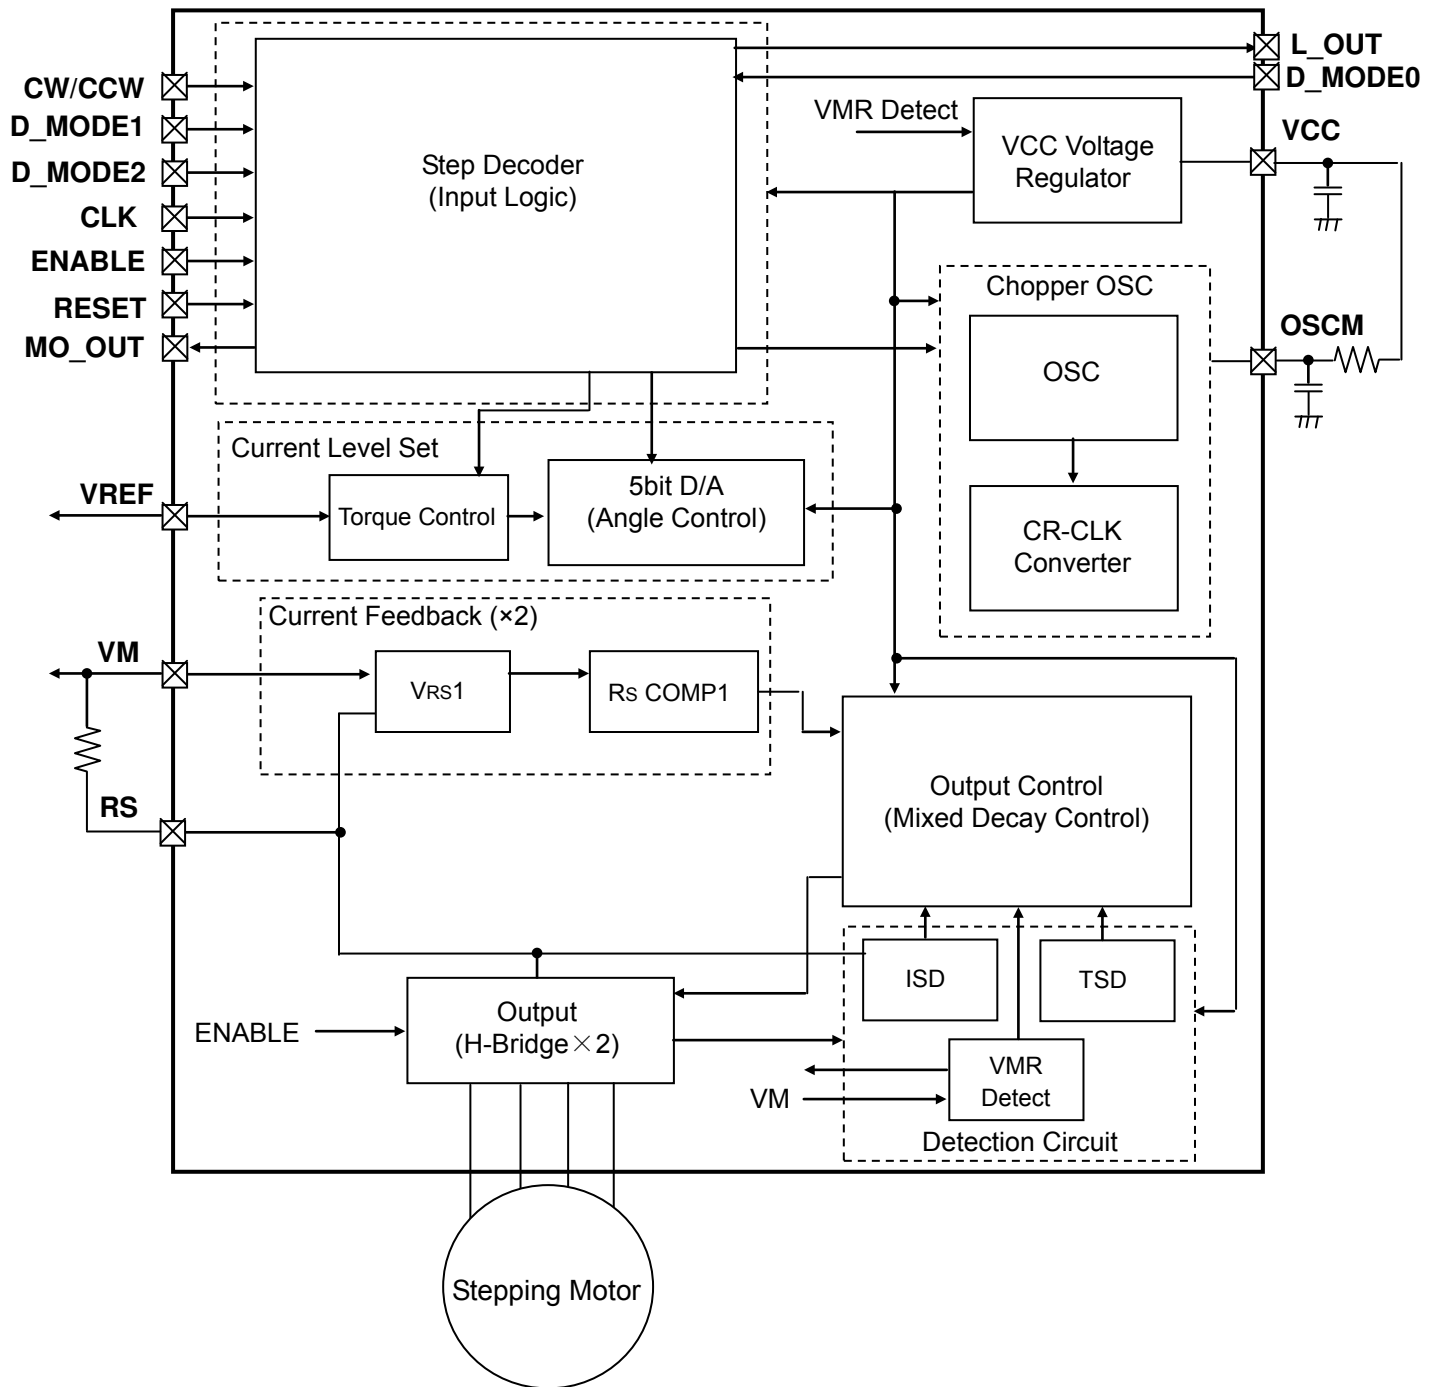 L_OUT
CW/CCW
D_MODE0
D_MODE1
VMR Detect
VCC
D_MODE2
Step Decoder
(Input Logic)
VCC Voltage
Regulator
CLK
ENABLE
RESET
Chopper OSC
MO_OUT
OSCM
OSC
Current Level Set
VREF
Torque Control
5bit D/A
(Angle Control)
CR-CLK
Converter
Current Feedback (×2)
VM
VRS1
RS COMP1
RS
Output Control
(Mixed Decay Control)
ISD
TSD
ENABLE
Output
(H-Bridge×2)
VM
VMR
Detect
Detection Circuit
Stepping Motor